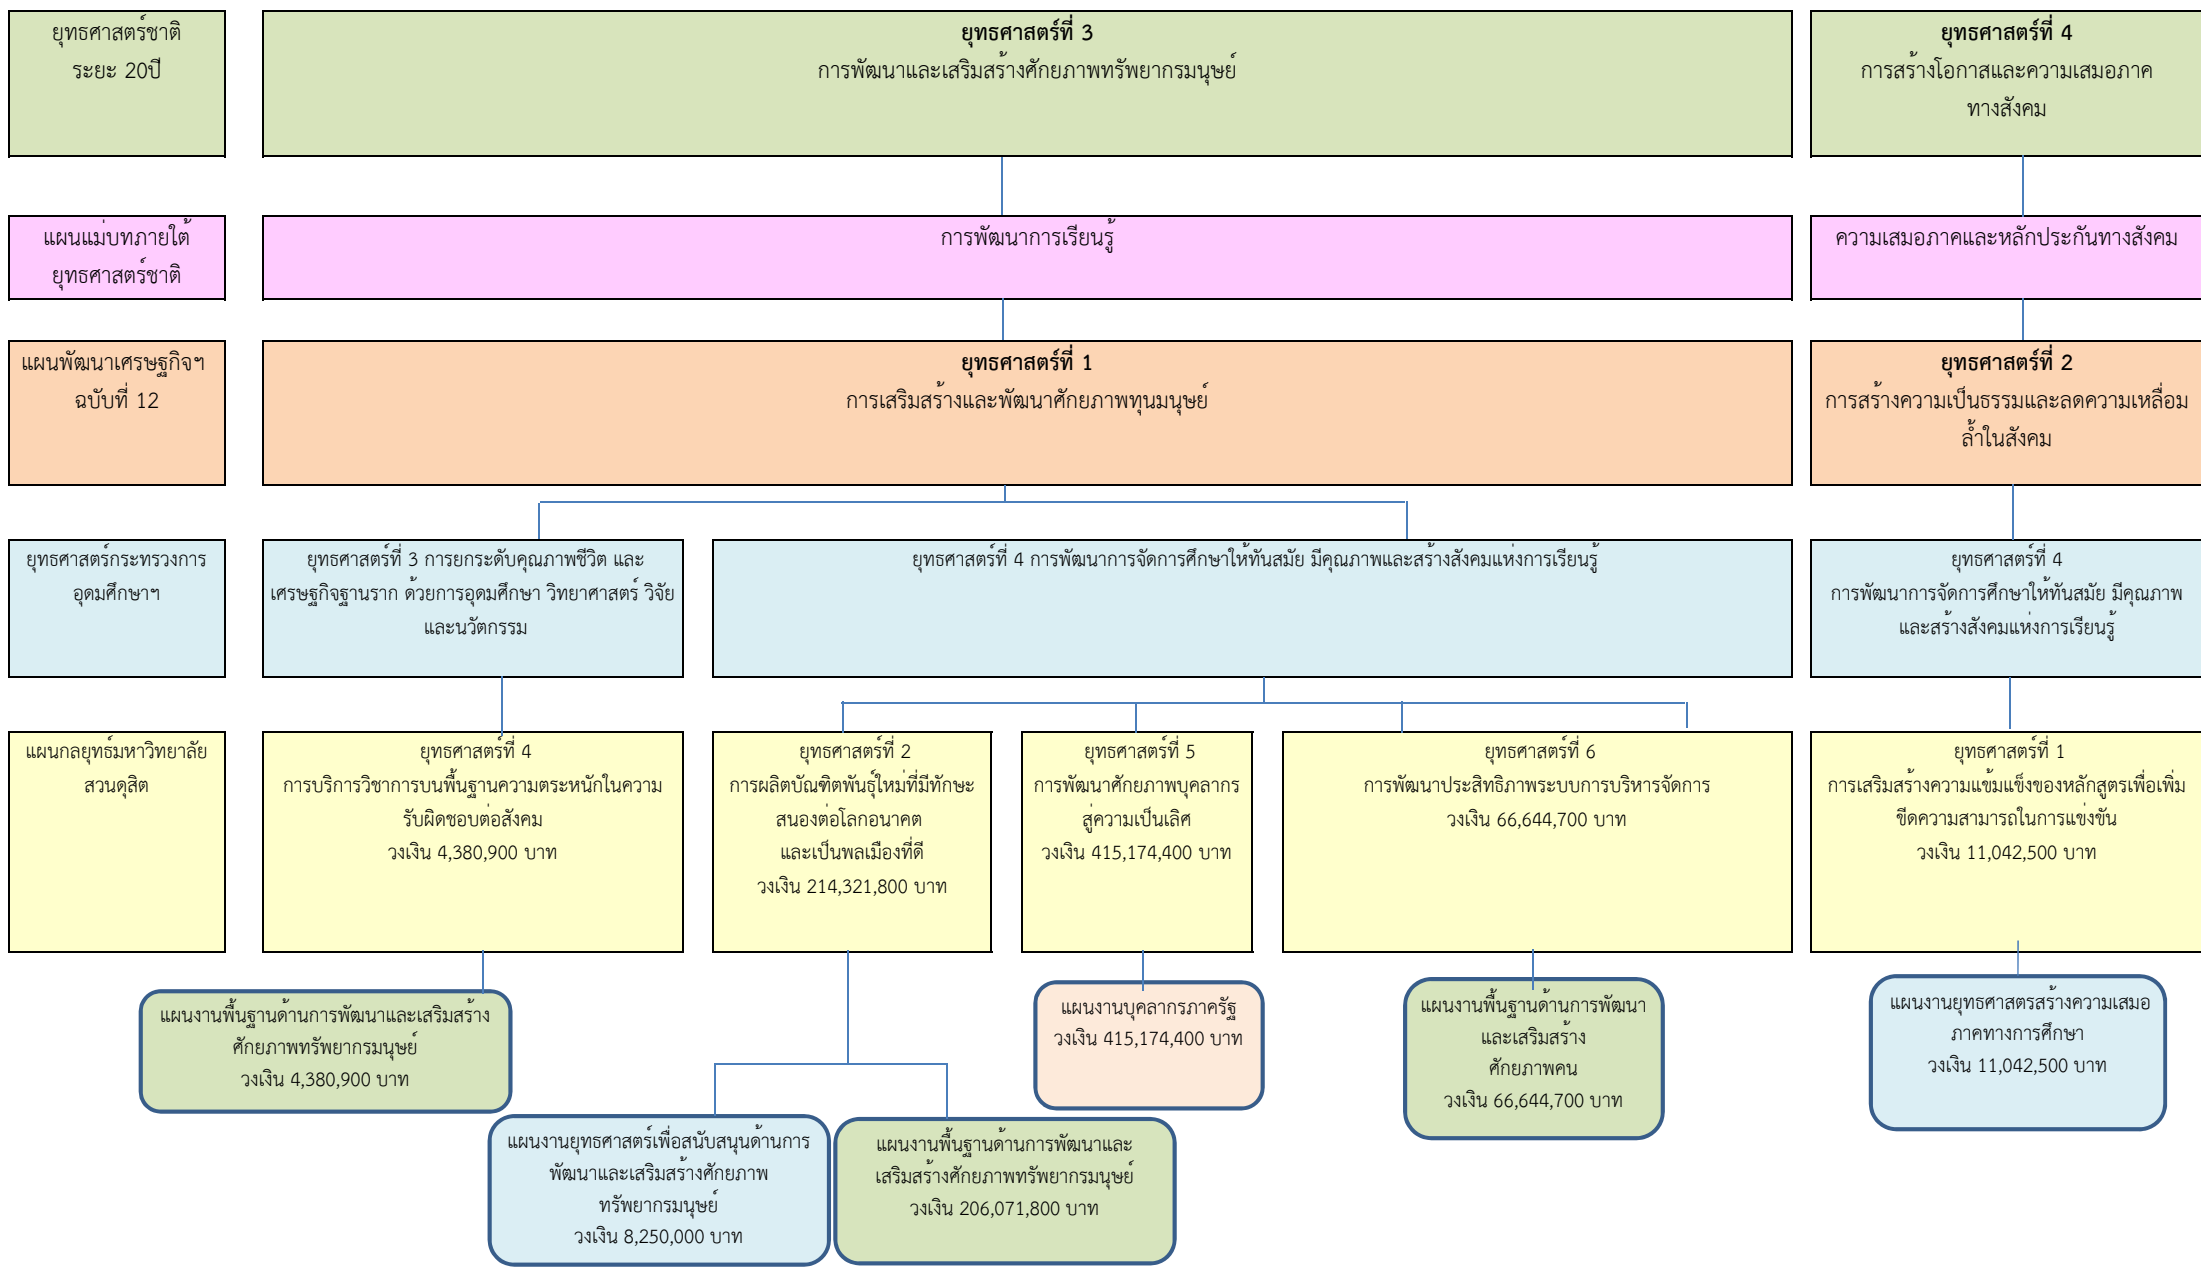 ยุทธศาสตร์ชาติ
ระยะ 20ปี
ยุทธศาสตร์ที่ 3
การพัฒนาและเสริมสร้างศักยภาพทรัพยากรมนุษย์
ยุทธศาสตร์ที่ 4
การสร้างโอกาสและความเสมอภาค
ทางสังคม
แผนแม่บทภายใต้
ยุทธศาสตร์ชาติ
การพัฒนาการเรียนรู้
ความเสมอภาคและหลักประกันทางสังคม
แผนพัฒนาเศรษฐกิจฯ
ฉบับที่ 12
ยุทธศาสตร์ที่ 1
การเสริมสร้างและพัฒนาศักยภาพทุนมนุษย์
ยุทธศาสตร์ที่ 2
การสร้างความเป็นธรรมและลดความเหลื่อม
ล้ำในสังคม
ยุทธศาสตร์กระทรวงการ
อุดมศึกษาฯ
ยุทธศาสตร์ที่ 3 การยกระดับคุณภาพชีวิต และ
เศรษฐกิจฐานราก ด้วยการอุดมศึกษา วิทยาศาสตร์ วิจัย
และนวัตกรรม
ยุทธศาสตร์ที่ 4 การพัฒนาการจัดการศึกษาให้ทันสมัย มีคุณภาพและสร้างสังคมแห่งการเรียนรู้
ยุทธศาสตร์ที่ 4
การพัฒนาการจัดการศึกษาให้ทันสมัย มีคุณภาพ
และสร้างสังคมแห่งการเรียนรู้
แผนกลยุทธ์มหาวิทยาลัย
สวนดุสิต
ยุทธศาสตร์ที่ 4
การบริการวิชาการบนพื้นฐานความตระหนักในความ
รับผิดชอบต่อสังคม
วงเงิน 4,380,900 บาท
ยุทธศาสตร์ที่ 2
การผลิตบัณฑิตพันธุ์ใหม่ที่มีทักษะ
สนองต่อโลกอนาคต
และเป็นพลเมืองที่ดี
วงเงิน 214,321,800 บาท
ยุทธศาสตร์ที่ 5
การพัฒนาศักยภาพบุคลากร
สู่ความเป็นเลิศ
วงเงิน 415,174,400 บาท
ยุทธศาสตร์ที่ 6
การพัฒนาประสิทธิภาพระบบการบริหารจัดการ
วงเงิน 66,644,700 บาท
ยุทธศาสตร์ที่ 1
การเสริมสร้างความแข้มแข็งของหลักสูตรเพื่อเพิ่ม
ขีดความสามารถในการแข่งขัน
วงเงิน 11,042,500 บาท
แผนงานพื้นฐานด้านการพัฒนาและเสริมสร้าง
ศักยภาพทรัพยากรมนุษย์
วงเงิน 4,380,900 บาท
แผนงานยุทธศาสตร์เพื่อสนับสนุนด้านการ
พัฒนาและเสริมสร้างศักยภาพ
ทรัพยากรมนุษย์
วงเงิน 8,250,000 บาท
แผนงานพื้นฐานด้านการพัฒนาและ
เสริมสร้างศักยภาพทรัพยากรมนุษย์
วงเงิน 206,071,800 บาท
แผนงานบุคลากรภาครัฐ
วงเงิน 415,174,400 บาท
แผนงานพื้นฐานด้านการพัฒนา
และเสริมสร้าง
ศักยภาพคน
วงเงิน 66,644,700 บาท
แผนงานยุทธศาสตรสร้างความเสมอ
ภาคทางการศึกษา
วงเงิน 11,042,500 บาท